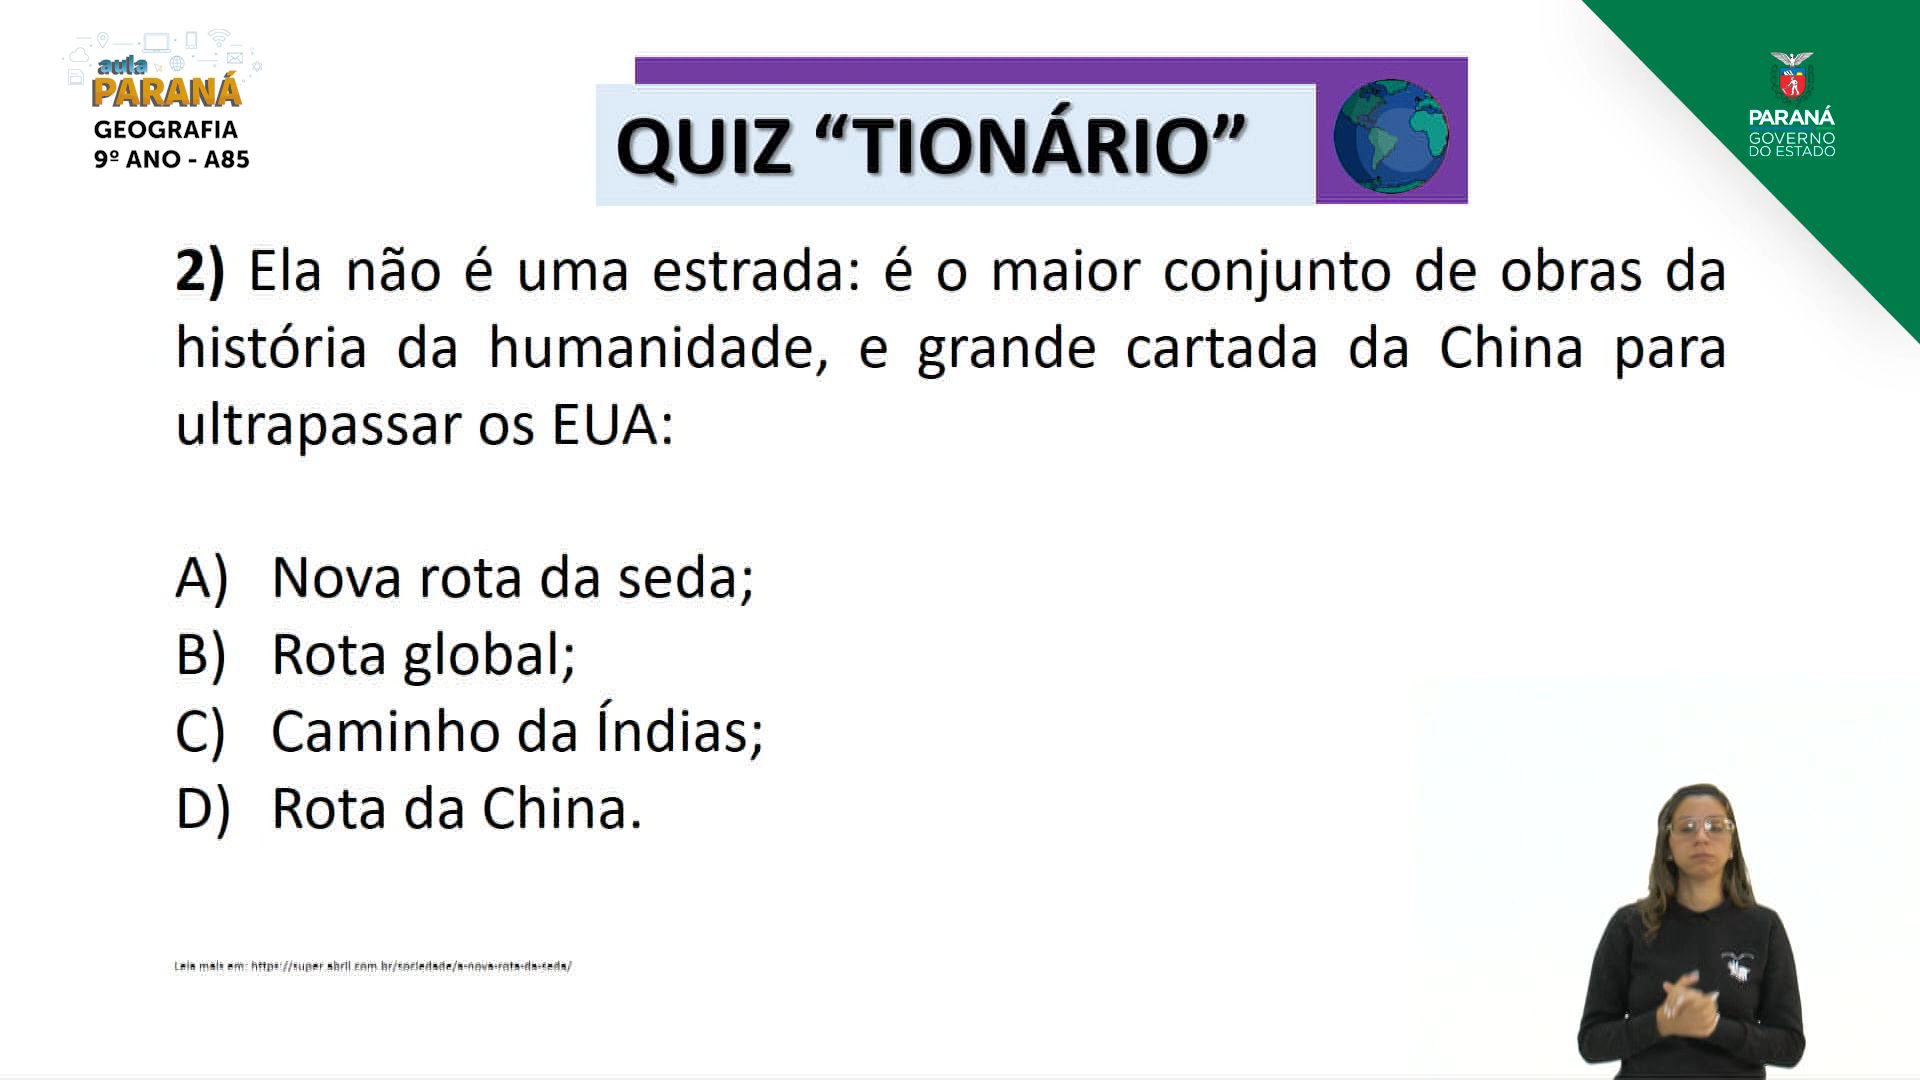 aula
PARANÁ
GEOGRAFIA
9º ANO - A85
QUIZ “TIONÁRIO”
PARANÁ
GOVERNO
DO ESTADO
2) Ela não é uma estrada: é o maior conjunto de obras da
história da humanidade, e grande cartada da China para
ultrapassar os EUA:
A) Nova rota da seda;
B) Rota global;
C) Caminho da Índias;
D) Rota da China.
Leia mais em: https://super.abril.com.br/sociedade/a-nova-rota-da-seda/